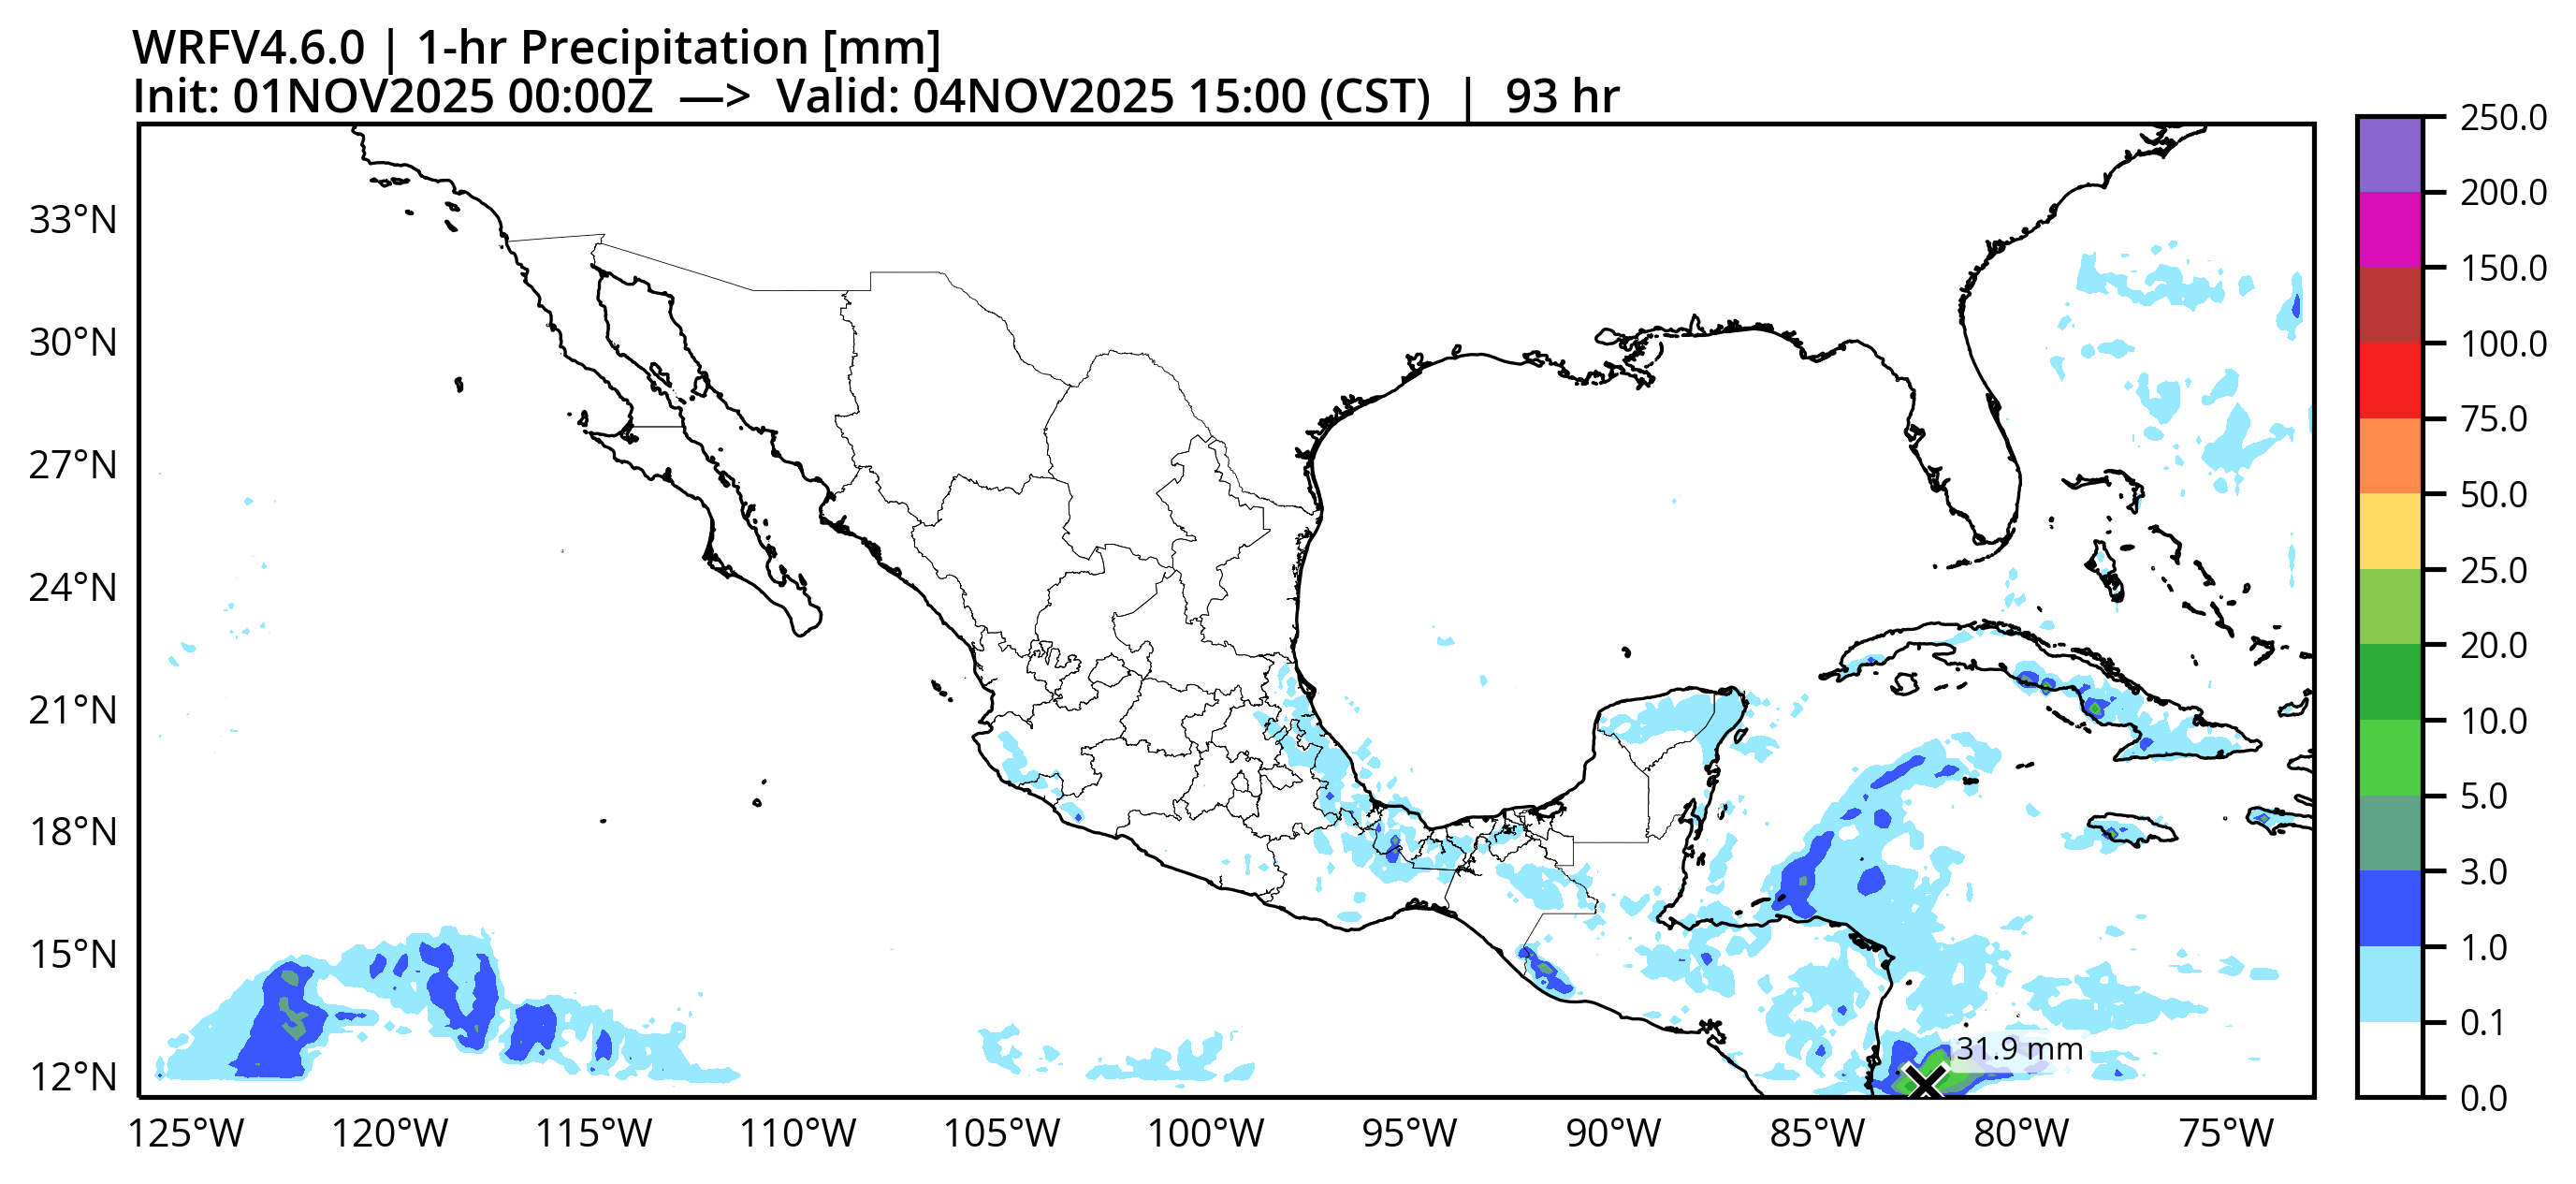 WRFV4.6.0 | 1-hr Precipitation [mm]
Init: 01NOV2025 00:00Z —> Valid: 04NOV2025 15:00 (CST) | 93 hr
33°N
30°N
27°N
24°N
21°N
18°N
15°N
12°N
125°W
120°W
115°W
110°W
105°W
100°W
95°W
90°W
85°W
80°W
75°W
31.9 mm
250.0
200.0
150.0
100.0
75.0
50.0
25.0
20.0
10.0
5.0
3.0
1.0
0.1
0.0